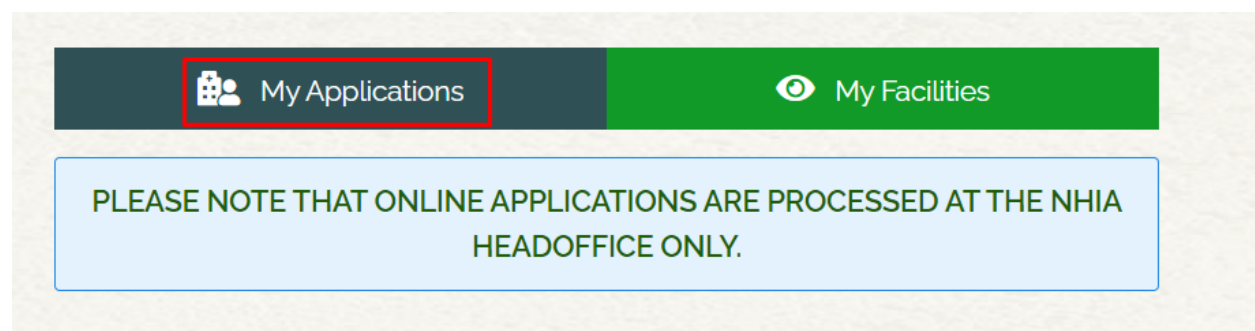 My Applications
My Facilities
PLEASE NOTE THAT ONLINE APPLICATIONS ARE PROCESSED AT THE NHIA
HEADOFFICE ONLY.